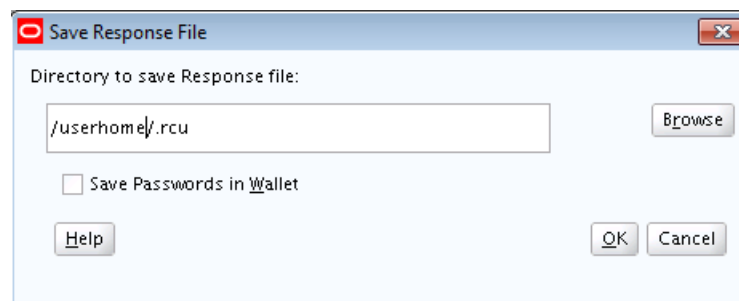 Save Response File
Directory to save Response file:
/userhome/.rcu
Browse
Save Passwords in Wallet
Help
OK
Cancel